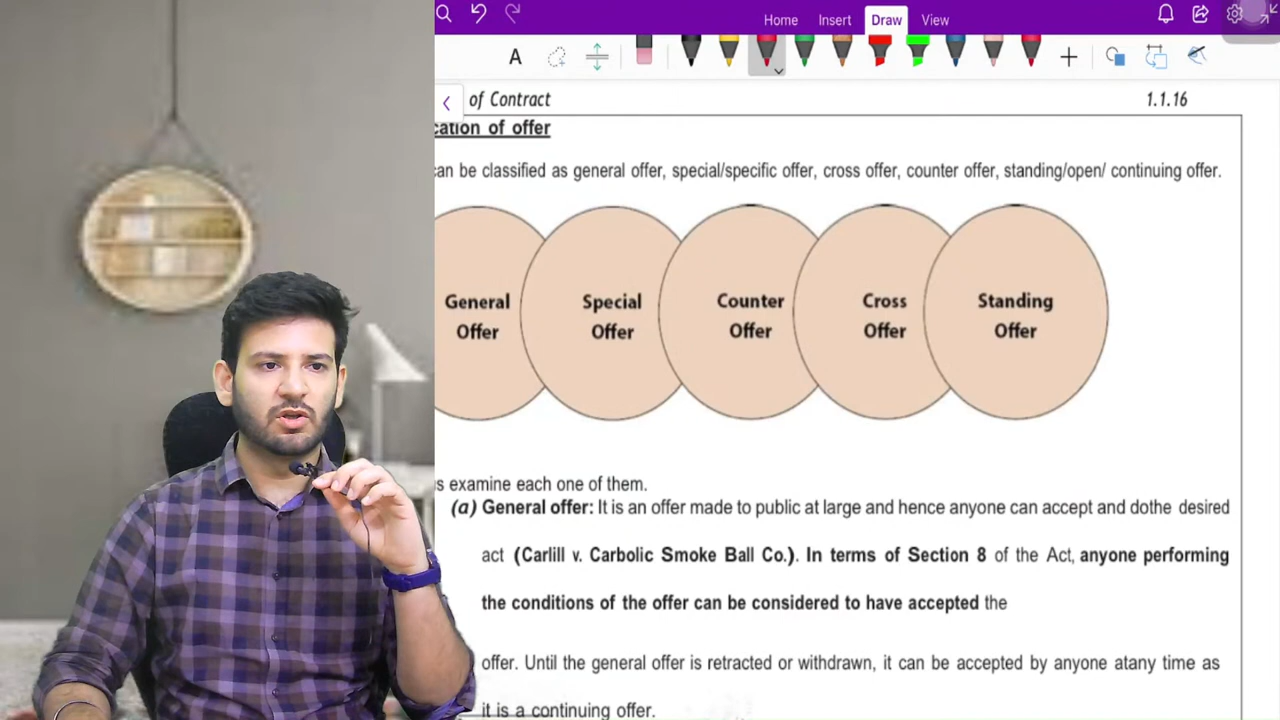 Home Insert Draw View
A
of Contract 1.1.16
cation of offer
can be classified as general offer, special/specific offer, cross offer, counter offer, standing/open/ continuing offer.
General Offer
Special Offer
Counter Offer
Cross Offer
Standing Offer
us examine each one of them.
(a) General offer: It is an offer made to public at large and hence anyone can accept and dothe desired
act (Carlill v. Carbolic Smoke Ball Co.). In terms of Section 8 of the Act, anyone performing
the conditions of the offer can be considered to have accepted the
offer. Until the general offer is retracted or withdrawn, it can be accepted by anyone atany time as
it is a continuing offer.